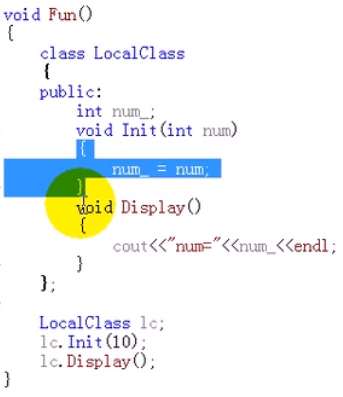 void Fun()
{
    class LocalClass
    {
    public:
        int num_;
        void Init(int num)
        {
            num_ = num;
        }
        void Display()
        {
            cout<<"num="<<num_<<endl;
        }
    };
    LocalClass lc;
    lc.Init(10);
    lc.Display();
}